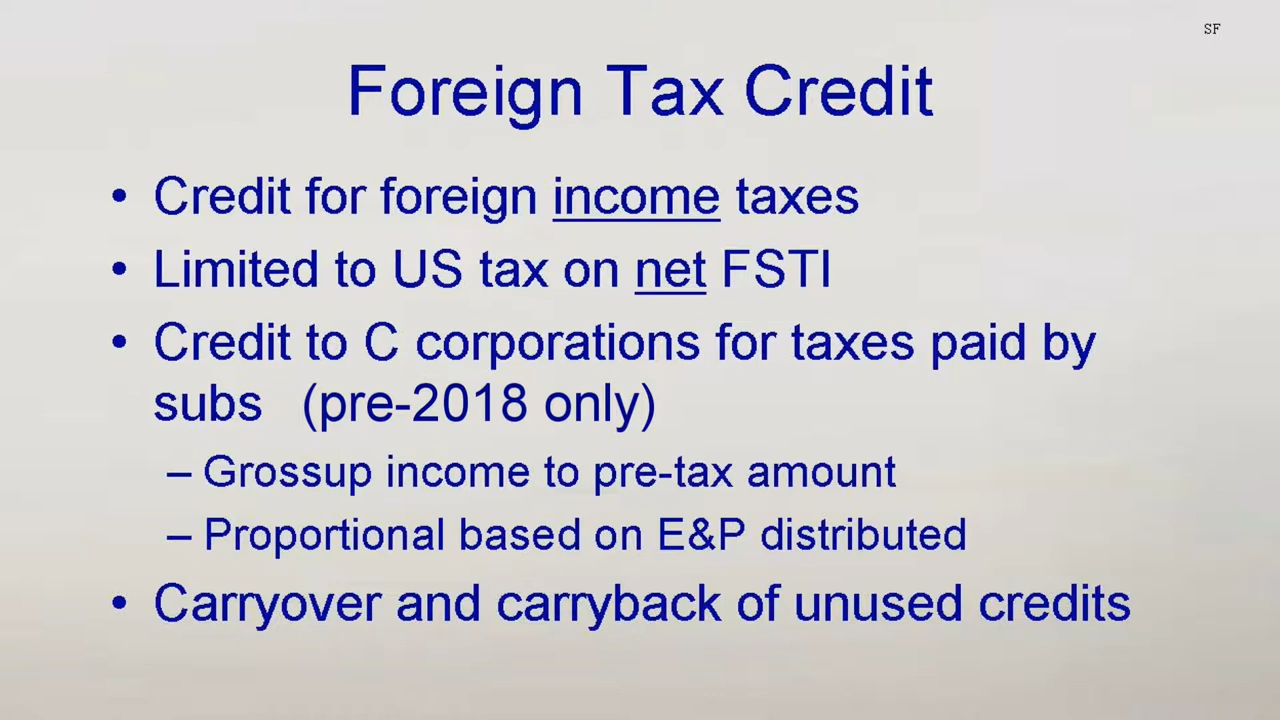 SF
Foreign Tax Credit
• Credit for foreign income taxes
• Limited to US tax on net FSTI
• Credit to C corporations for taxes paid by
subs (pre-2018 only)
– Grossup income to pre-tax amount
– Proportional based on E&P distributed
• Carryover and carryback of unused credits